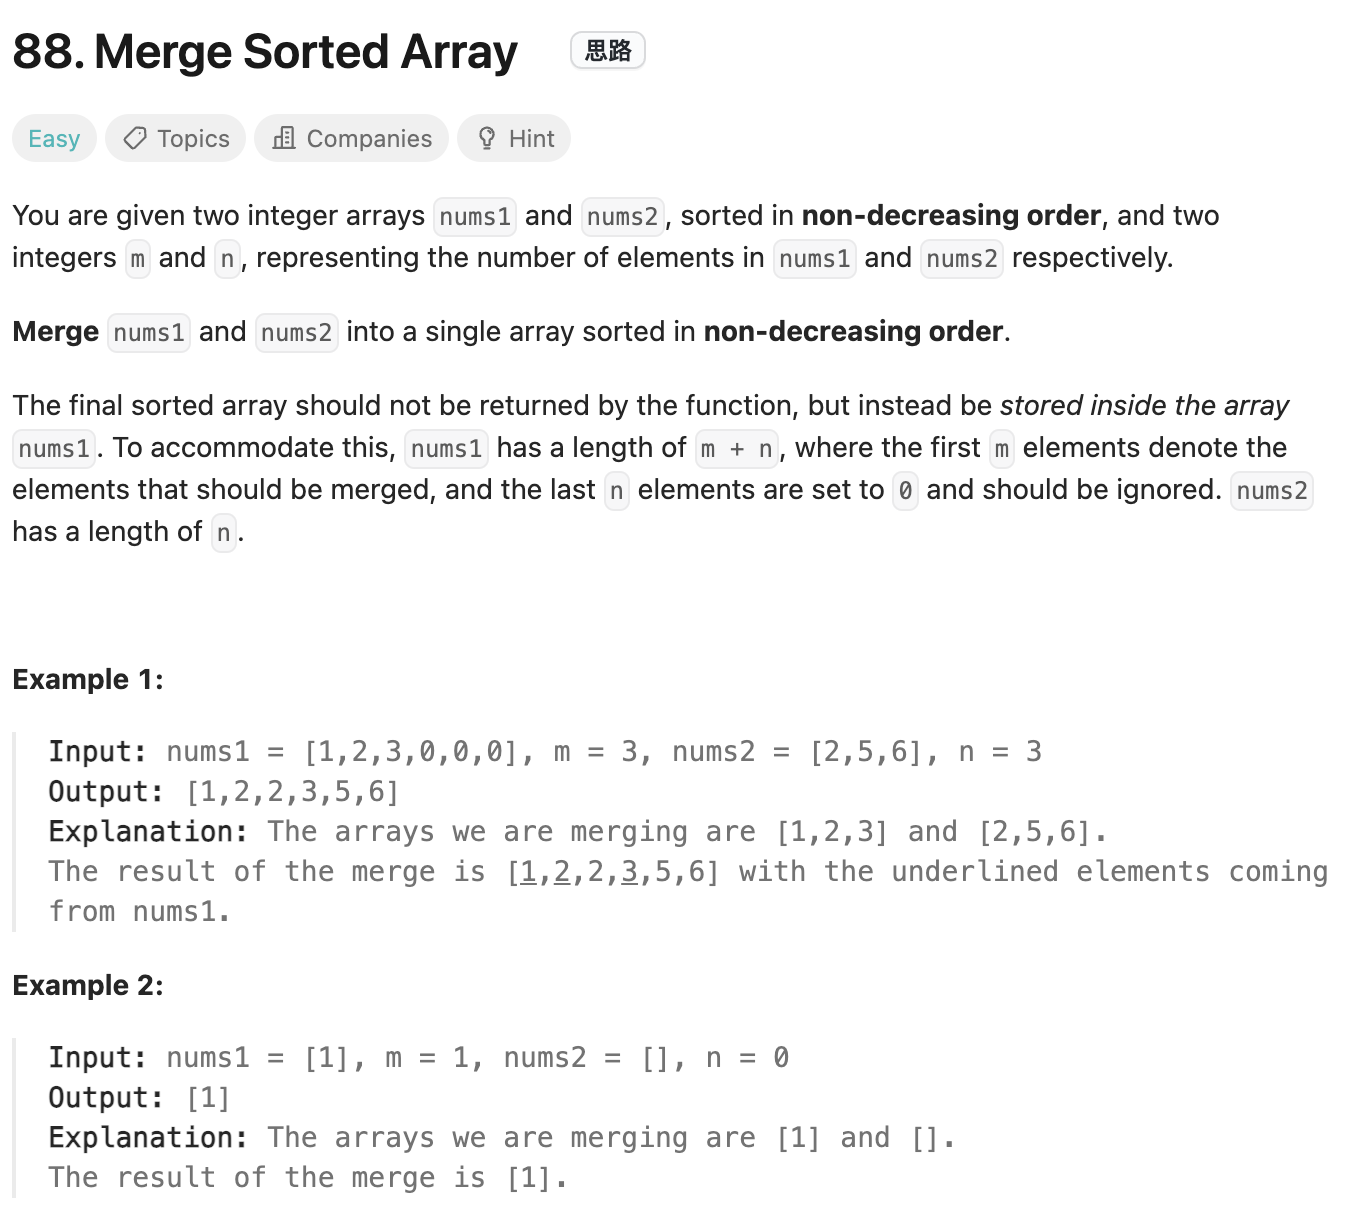 88. Merge Sorted Array 思路
Easy Topics Companies Hint
You are given two integer arrays nums1 and nums2, sorted in non-decreasing order, and two
integers m and n, representing the number of elements in nums1 and nums2 respectively.
Merge nums1 and nums2 into a single array sorted in non-decreasing order.
The final sorted array should not be returned by the function, but instead be stored inside the array
nums1. To accommodate this, nums1 has a length of m + n, where the first m elements denote the
elements that should be merged, and the last n elements are set to 0 and should be ignored. nums2
has a length of n.
Example 1:
Input: nums1 = [1,2,3,0,0,0], m = 3, nums2 = [2,5,6], n = 3
Output: [1,2,2,3,5,6]
Explanation: The arrays we are merging are [1,2,3] and [2,5,6].
The result of the merge is [1,2,2,3,5,6] with the underlined elements coming
from nums1.
Example 2:
Input: nums1 = [1], m = 1, nums2 = [], n = 0
Output: [1]
Explanation: The arrays we are merging are [1] and [].
The result of the merge is [1].